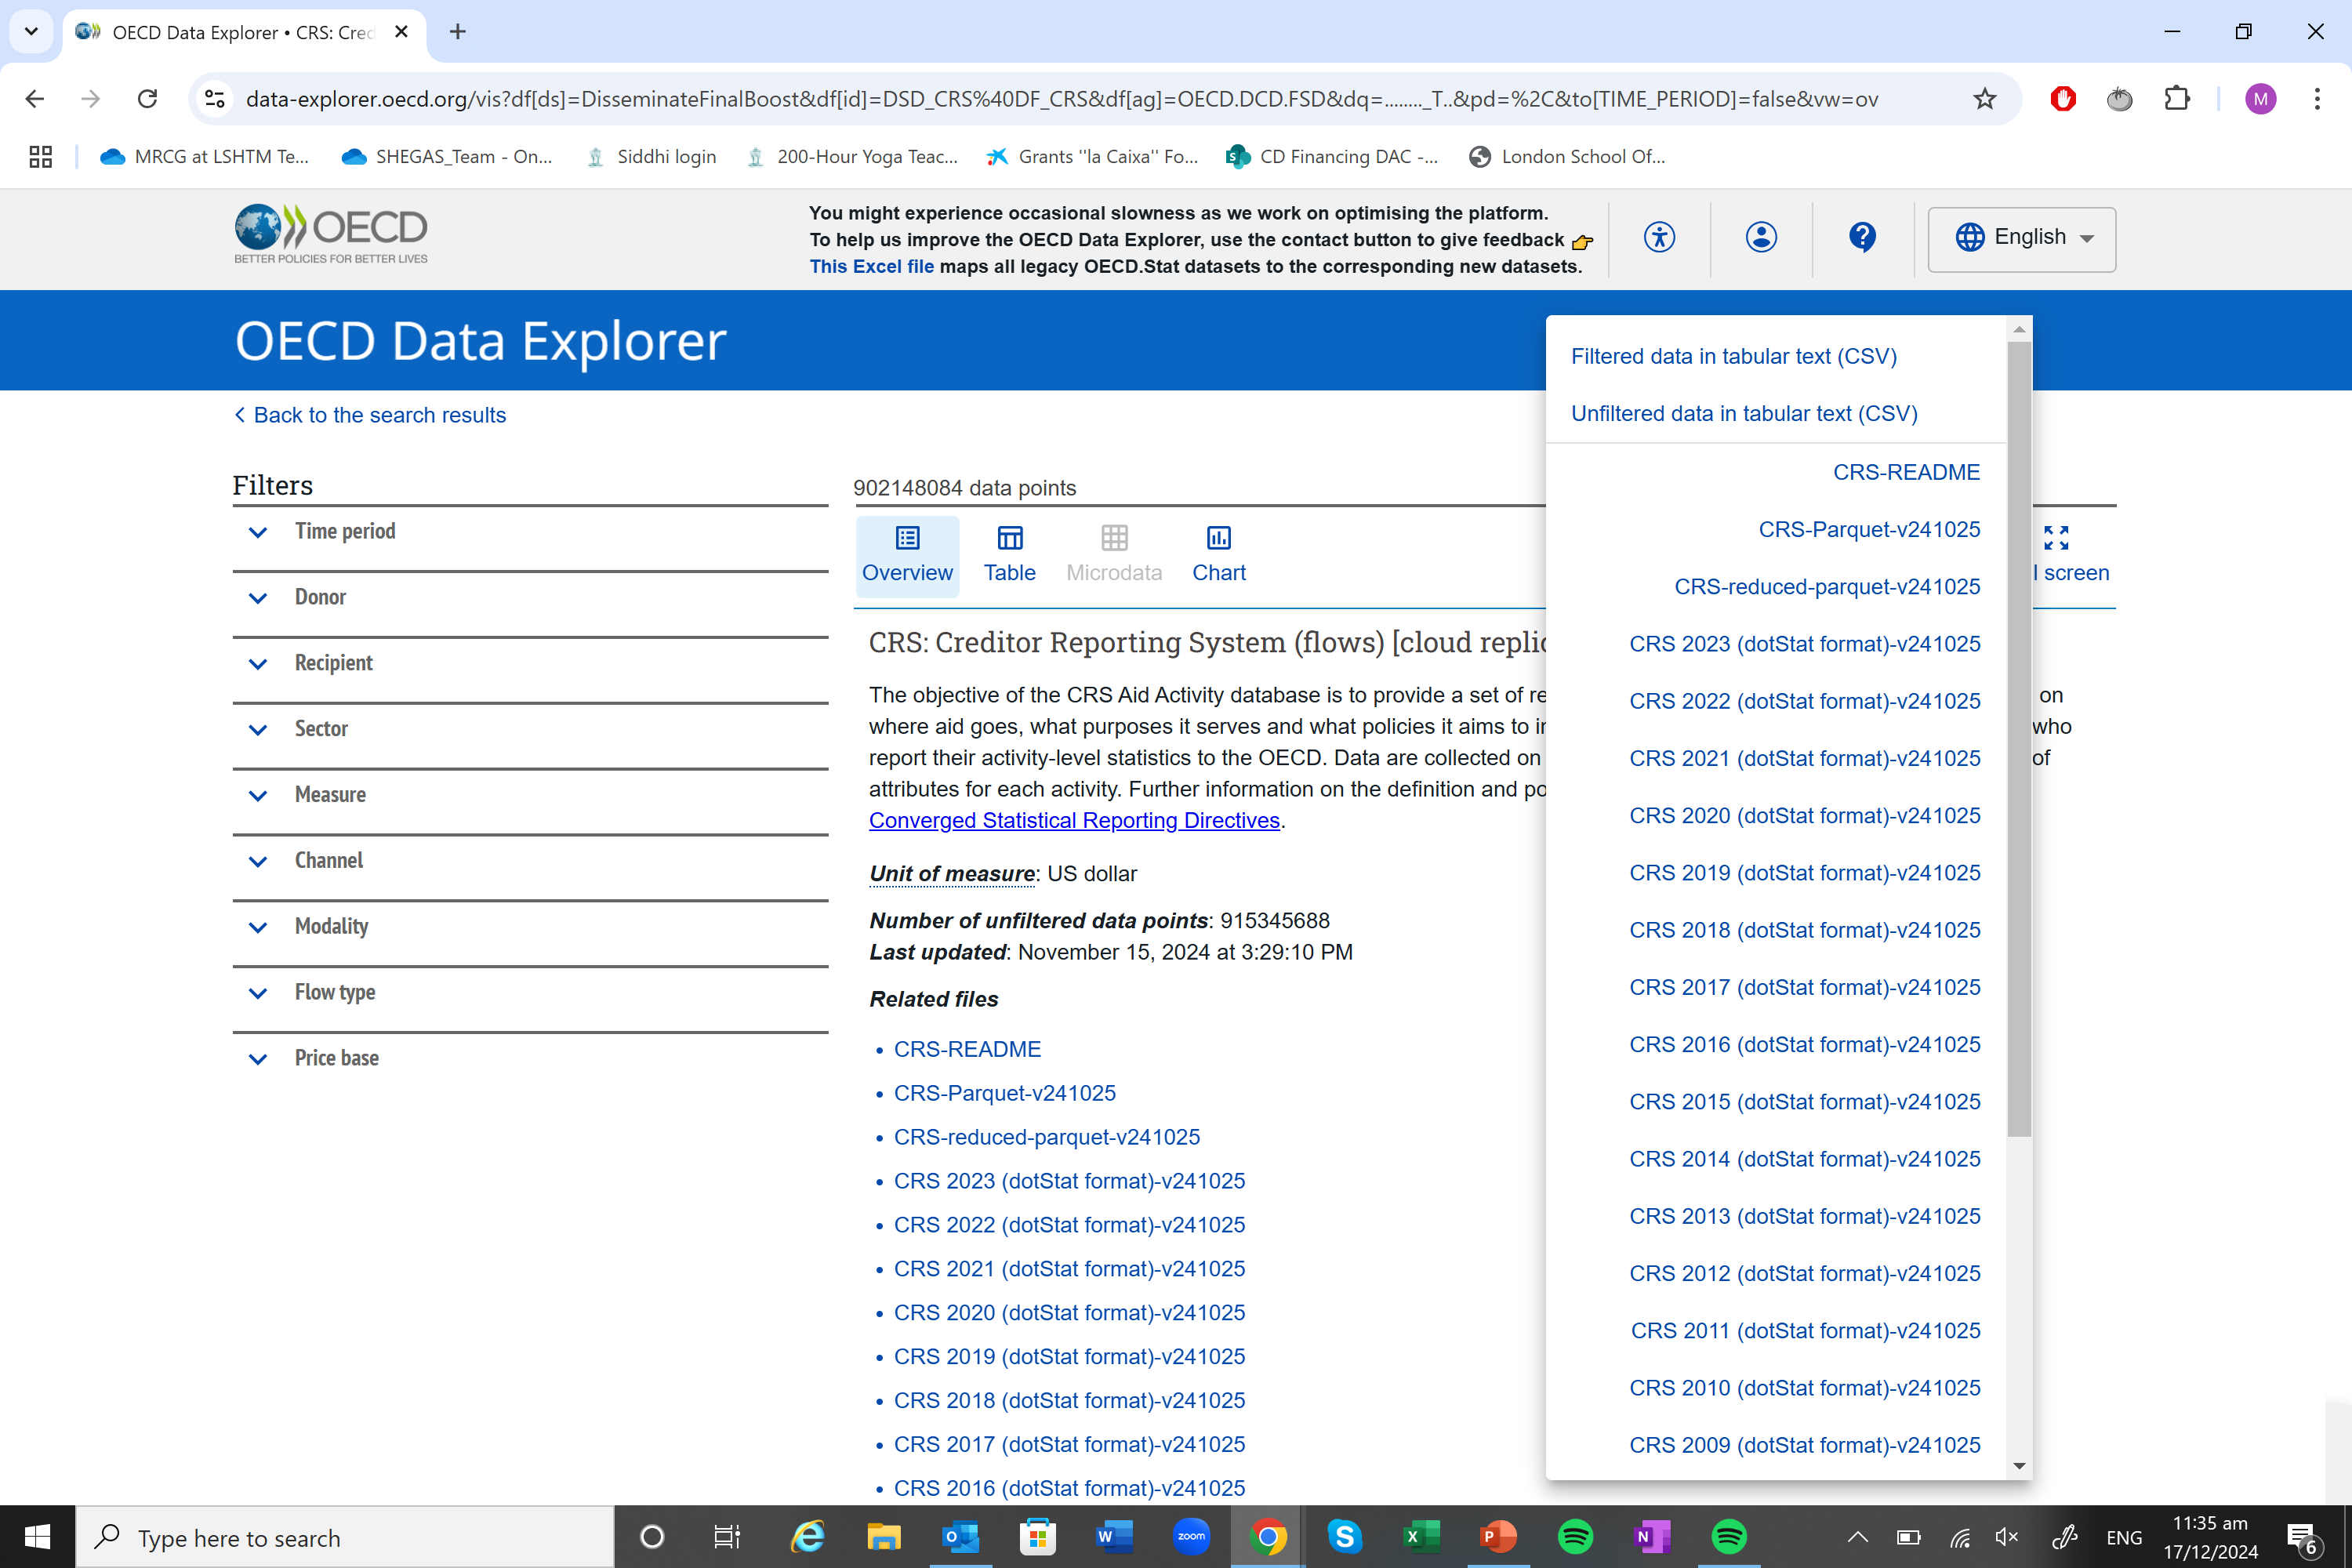 OECD Data Explorer • CRS: Cred
data-explorer.oecd.org/vis?df[ds]=DisseminateFinalBoost&df[id]=DSD_CRS%40DF_CRS&df[ag]=OECD.DCD.FSD&dq=........_T..&pd=%2C&to[TIME_PERIOD]=false&vw=ov
M
MRCG at LSHTM Te...
SHEGAS_Team - On...
Siddhi login
200-Hour Yoga Teac...
Grants ''la Caixa'' Fo...
CD Financing DAC -...
London School Of...
OECD
BETTER POLICIES FOR BETTER LIVES
You might experience occasional slowness as we work on optimising the platform.
To help us improve the OECD Data Explorer, use the contact button to give feedback 👉
This Excel file maps all legacy OECD.Stat datasets to the corresponding new datasets.
English
OECD Data Explorer
Back to the search results
Filters
Time period
Donor
Recipient
Sector
Measure
Channel
Modality
Flow type
Price base
902148084 data points
Overview
Table
Microdata
Chart
l screen
CRS: Creditor Reporting System (flows) [cloud replic
The objective of the CRS Aid Activity database is to provide a set of re on
where aid goes, what purposes it serves and what policies it aims to i who
report their activity-level statistics to the OECD. Data are collected on of
attributes for each activity. Further information on the definition and po
Converged Statistical Reporting Directives.
Unit of measure: US dollar
Number of unfiltered data points: 915345688
Last updated: November 15, 2024 at 3:29:10 PM
Related files
• CRS-README
• CRS-Parquet-v241025
• CRS-reduced-parquet-v241025
• CRS 2023 (dotStat format)-v241025
• CRS 2022 (dotStat format)-v241025
• CRS 2021 (dotStat format)-v241025
• CRS 2020 (dotStat format)-v241025
• CRS 2019 (dotStat format)-v241025
• CRS 2018 (dotStat format)-v241025
• CRS 2017 (dotStat format)-v241025
• CRS 2016 (dotStat format)-v241025
Filtered data in tabular text (CSV)
Unfiltered data in tabular text (CSV)
CRS-README
CRS-Parquet-v241025
CRS-reduced-parquet-v241025
CRS 2023 (dotStat format)-v241025
CRS 2022 (dotStat format)-v241025
CRS 2021 (dotStat format)-v241025
CRS 2020 (dotStat format)-v241025
CRS 2019 (dotStat format)-v241025
CRS 2018 (dotStat format)-v241025
CRS 2017 (dotStat format)-v241025
CRS 2016 (dotStat format)-v241025
CRS 2015 (dotStat format)-v241025
CRS 2014 (dotStat format)-v241025
CRS 2013 (dotStat format)-v241025
CRS 2012 (dotStat format)-v241025
CRS 2011 (dotStat format)-v241025
CRS 2010 (dotStat format)-v241025
CRS 2009 (dotStat format)-v241025
Type here to search
zoom
ENG
11:35 am
17/12/2024
6